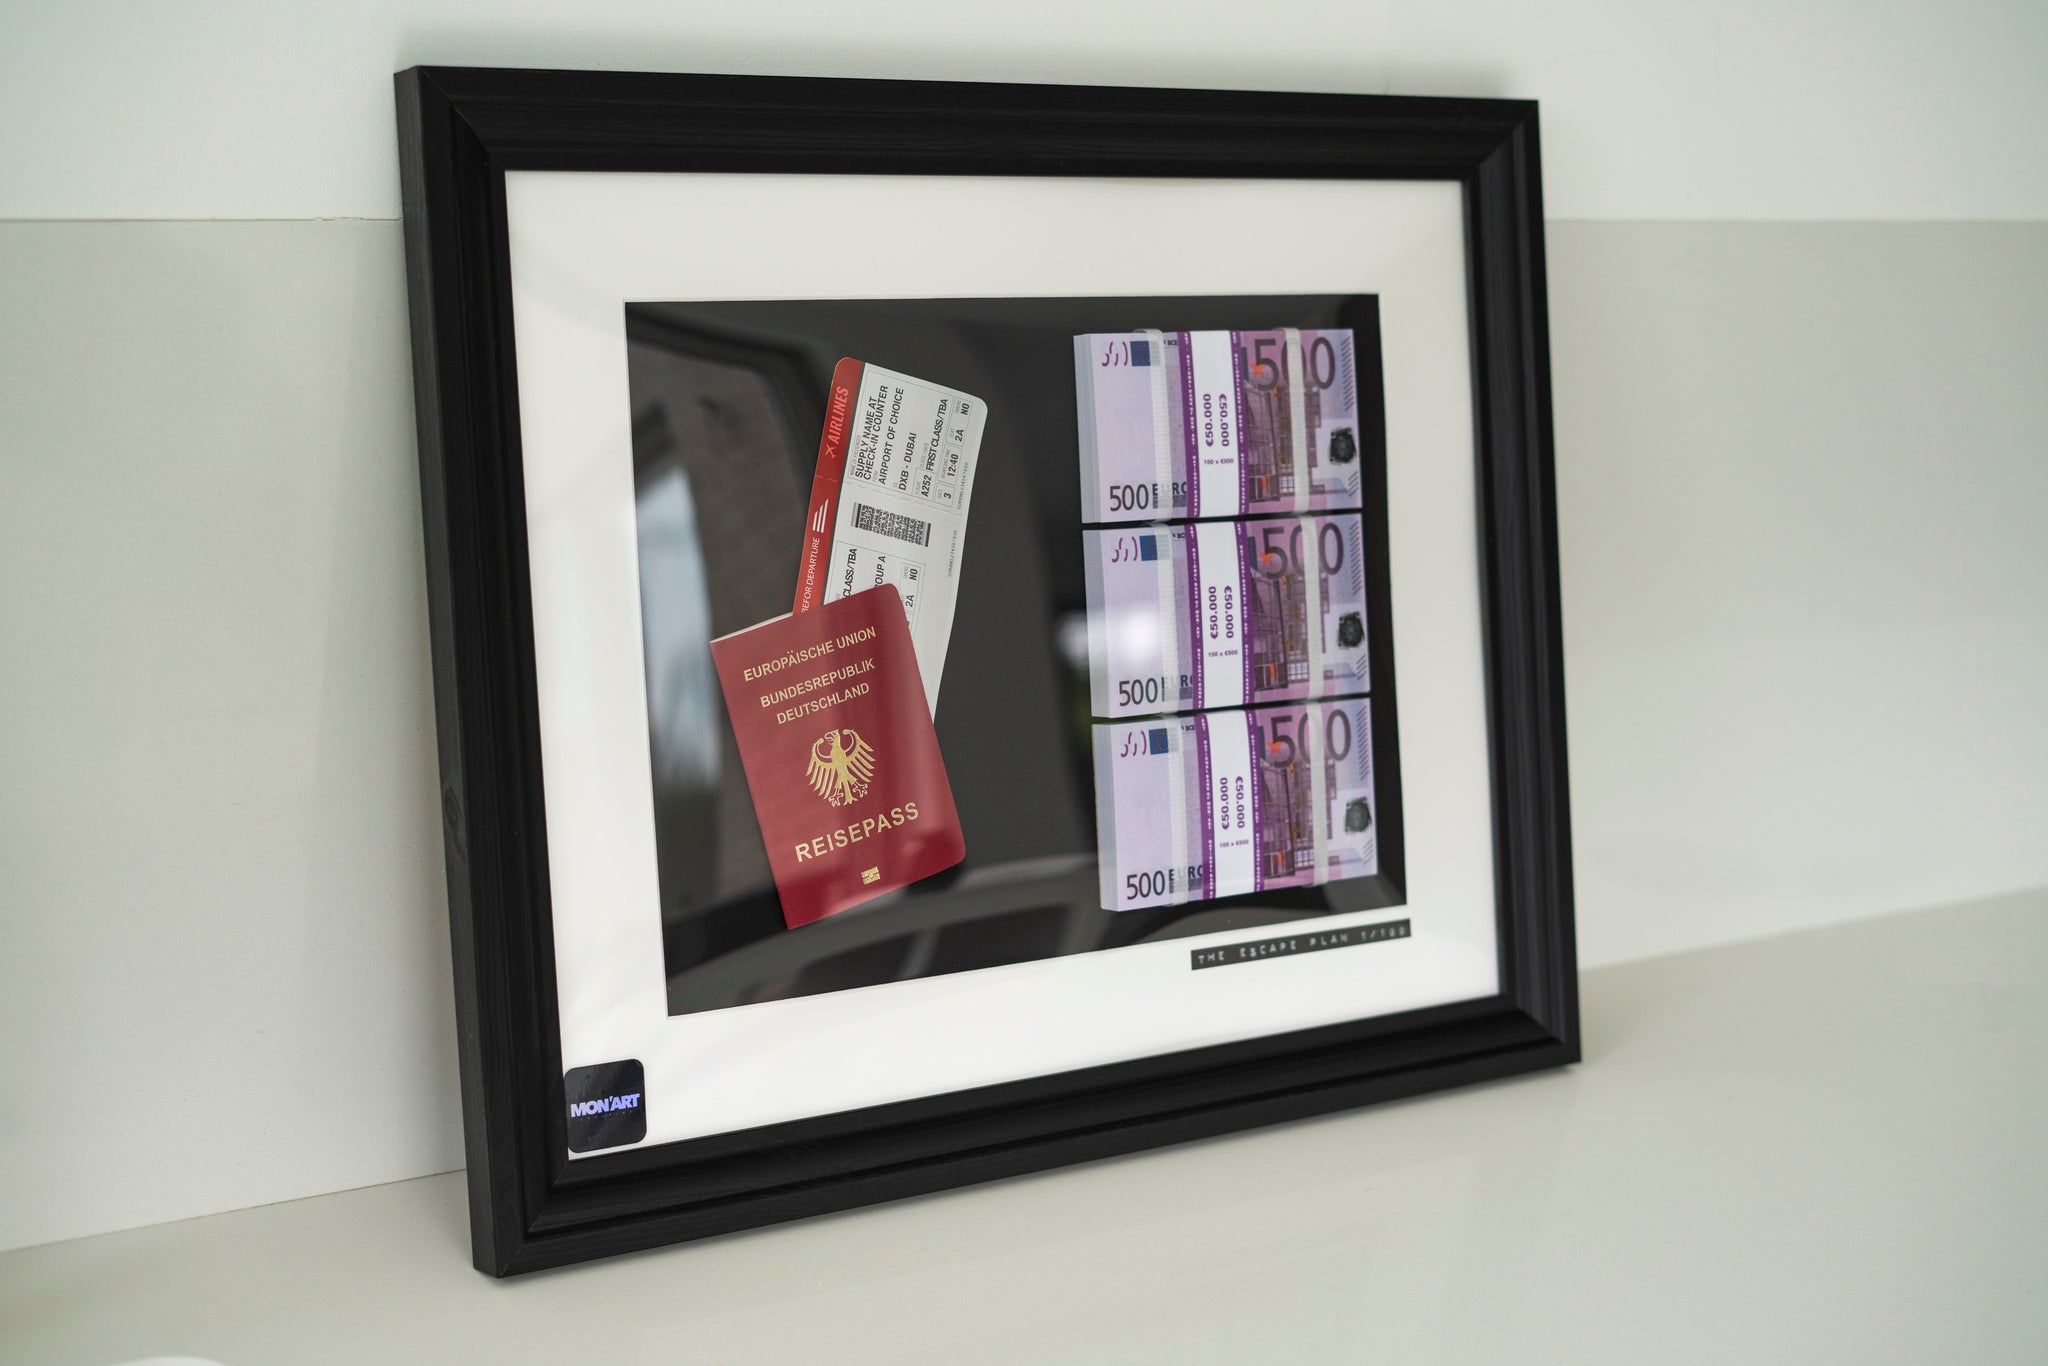 AIRLINES
SUPPLY NAME AT
CHECK-IN COUNTER
AIRPORT OF CHOICE
DXB - DUBAI
A252 FIRST CLASS/TBA
3 12:40 2A NO
DEPARTURE
CLASS/TBA
2A NO
EUROPÄISCHE UNION
BUNDESREPUBLIK
DEUTSCHLAND
REISEPASS
500
€50.000
€50.000
100 x €500
500 EURO
500
€50.000
€50.000
100 x €500
500 EURO
500
€50.000
€50.000
100 x €500
500 EURO
THE ESCAPE PLAN 1/100
MON'ART